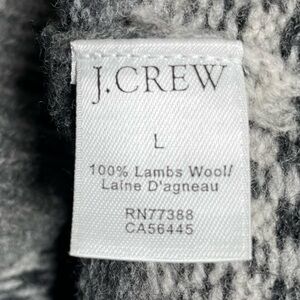 J.CREW
L
100% Lambs Wool/
Laine D'agneau
RN77388
CA56445